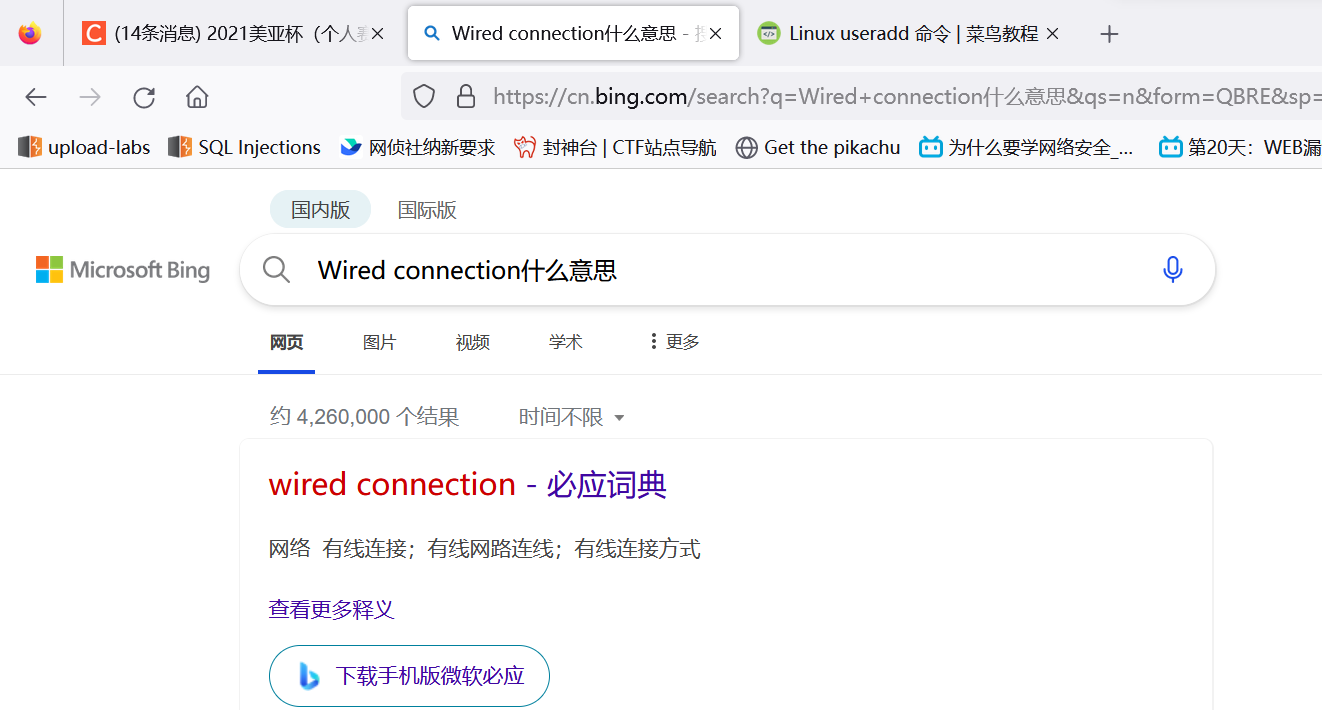 (14条消息) 2021美亚杯（个人
Wired connection什么意思 -
Linux useradd 命令 | 菜鸟教程
https://cn.bing.com/search?q=Wired+connection什么意思&qs=n&form=QBRE&sp=
upload-labs
SQL Injections
网侦社纳新要求
封神台 | CTF站点导航
Get the pikachu
为什么要学网络安全_...
第20天：WEB漏
国内版 国际版
Microsoft Bing
Wired connection什么意思
网页 图片 视频 学术 更多
约 4,260,000 个结果 时间不限
wired connection - 必应词典
网络 有线连接；有线网路连线；有线连接方式
查看更多释义
下载手机版微软必应